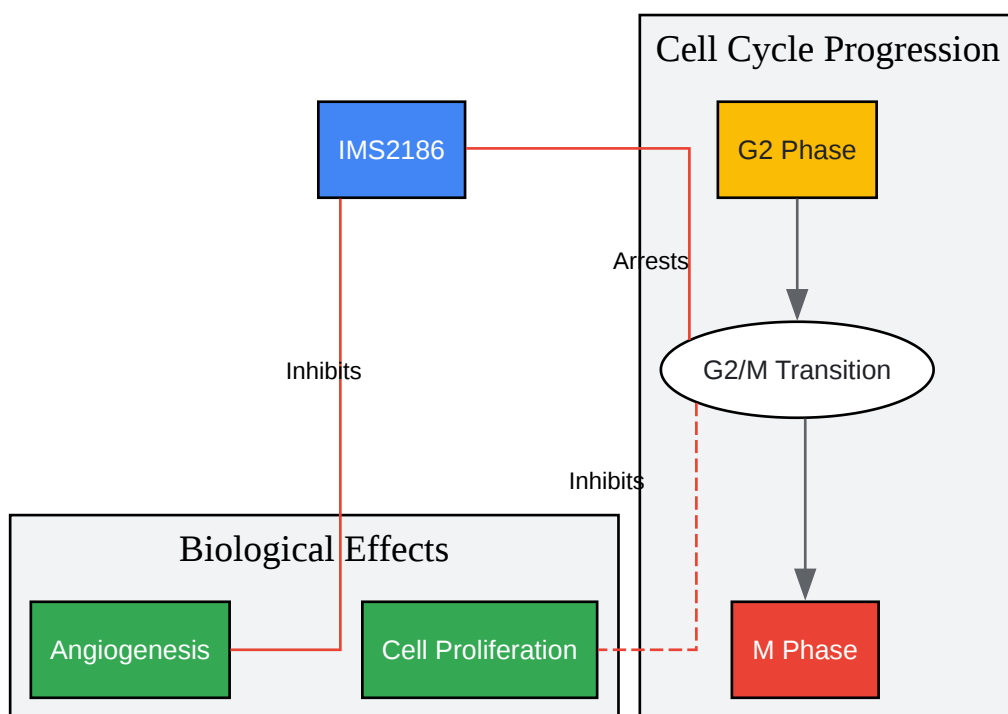 Cell Cycle Progression
IMS2186
G2 Phase
Arrests
Inhibits
G2/M Transition
Inhibits
Biological Effects
Angiogenesis
Cell Proliferation
M Phase